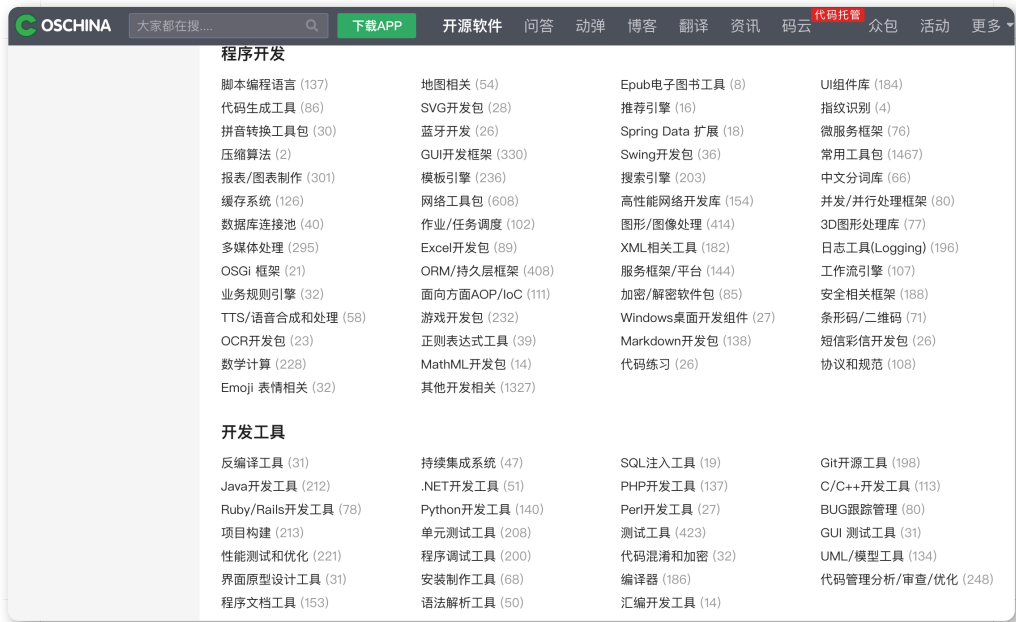 OSCHINA 大家都在搜.... 下载APP 开源软件 问答 动弹 博客 翻译 资讯 码云 代码托管 众包 活动 更多
程序开发
脚本编程语言 (137) 地图相关 (54) Epub电子图书工具 (8) UI组件库 (184)
代码生成工具 (86) SVG开发包 (28) 推荐引擎 (16) 指纹识别 (4)
拼音转换工具包 (30) 蓝牙开发 (26) Spring Data 扩展 (18) 微服务框架 (76)
压缩算法 (2) GUI开发框架 (330) Swing开发包 (36) 常用工具包 (1467)
报表/图表制作 (301) 模板引擎 (236) 搜索引擎 (203) 中文分词库 (66)
缓存系统 (126) 网络工具包 (608) 高性能网络开发库 (154) 并发/并行处理框架 (80)
数据库连接池 (40) 作业/任务调度 (102) 图形/图像处理 (414) 3D图形处理库 (77)
多媒体处理 (295) Excel开发包 (89) XML相关工具 (182) 日志工具(Logging) (196)
OSGi 框架 (21) ORM/持久层框架 (408) 服务框架/平台 (144) 工作流引擎 (107)
业务规则引擎 (32) 面向方面AOP/IoC (111) 加密/解密软件包 (85) 安全相关框架 (188)
TTS/语音合成和处理 (58) 游戏开发包 (232) Windows桌面开发组件 (27) 条形码/二维码 (71)
OCR开发包 (23) 正则表达式工具 (39) Markdown开发包 (138) 短信彩信开发包 (26)
数学计算 (228) MathML开发包 (14) 代码练习 (26) 协议和规范 (108)
Emoji 表情相关 (32) 其他开发相关 (1327)
开发工具
反编译工具 (31) 持续集成系统 (47) SQL注入工具 (19) Git开源工具 (198)
Java开发工具 (212) .NET开发工具 (51) PHP开发工具 (137) C/C++开发工具 (113)
Ruby/Rails开发工具 (78) Python开发工具 (140) Perl开发工具 (27) BUG跟踪管理 (80)
项目构建 (213) 单元测试工具 (208) 测试工具 (423) GUI 测试工具 (31)
性能测试和优化 (221) 程序调试工具 (200) 代码混淆和加密 (32) UML/模型工具 (134)
界面原型设计工具 (31) 安装制作工具 (68) 编译器 (186) 代码管理分析/审查/优化 (248)
程序文档工具 (153) 语法解析工具 (50) 汇编开发工具 (14)